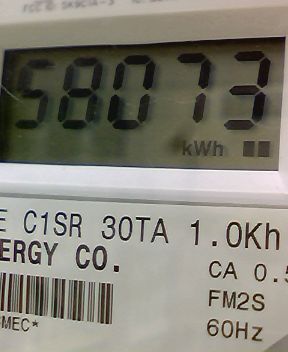 58073
kWh
E C1SR 30TA 1.0Kh
ERGY CO.
CA 0.5
FM2S
MEC*
60Hz